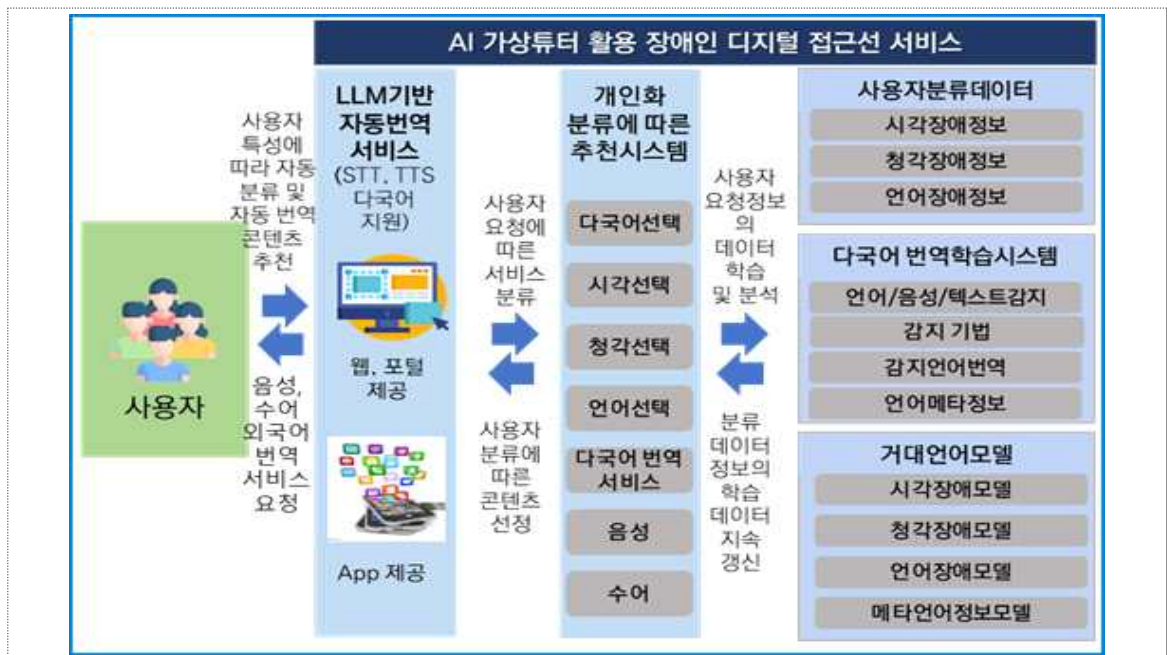 AI 가상튜터 활용 장애인 디지털 접근선 서비스
사용자
특성에
따라 자동
분류 및
자동 번역
콘텐츠
추천
사용자
음성,
수어
외국어
번역
서비스
요청
LLM기반
자동번역
서비스
(STT, TTS
다국어
지원)
웹, 포털
제공
App 제공
사용자
요청에
따른
서비스
분류
사용자
분류에
따른
콘텐츠
선정
개인화
분류에 따른
추천시스템
다국어선택
시각선택
청각선택
언어선택
다국어 번역
서비스
음성
수어
사용자
요청정보
의
데이터
학습
및 분석
분류
데이터
정보의
학습
데이터
지속
갱신
사용자분류데이터
시각장애정보
청각장애정보
언어장애정보
다국어 번역학습시스템
언어/음성/텍스트감지
감지 기법
감지언어번역
언어메타정보
거대언어모델
시각장애모델
청각장애모델
언어장애모델
메타언어정보모델